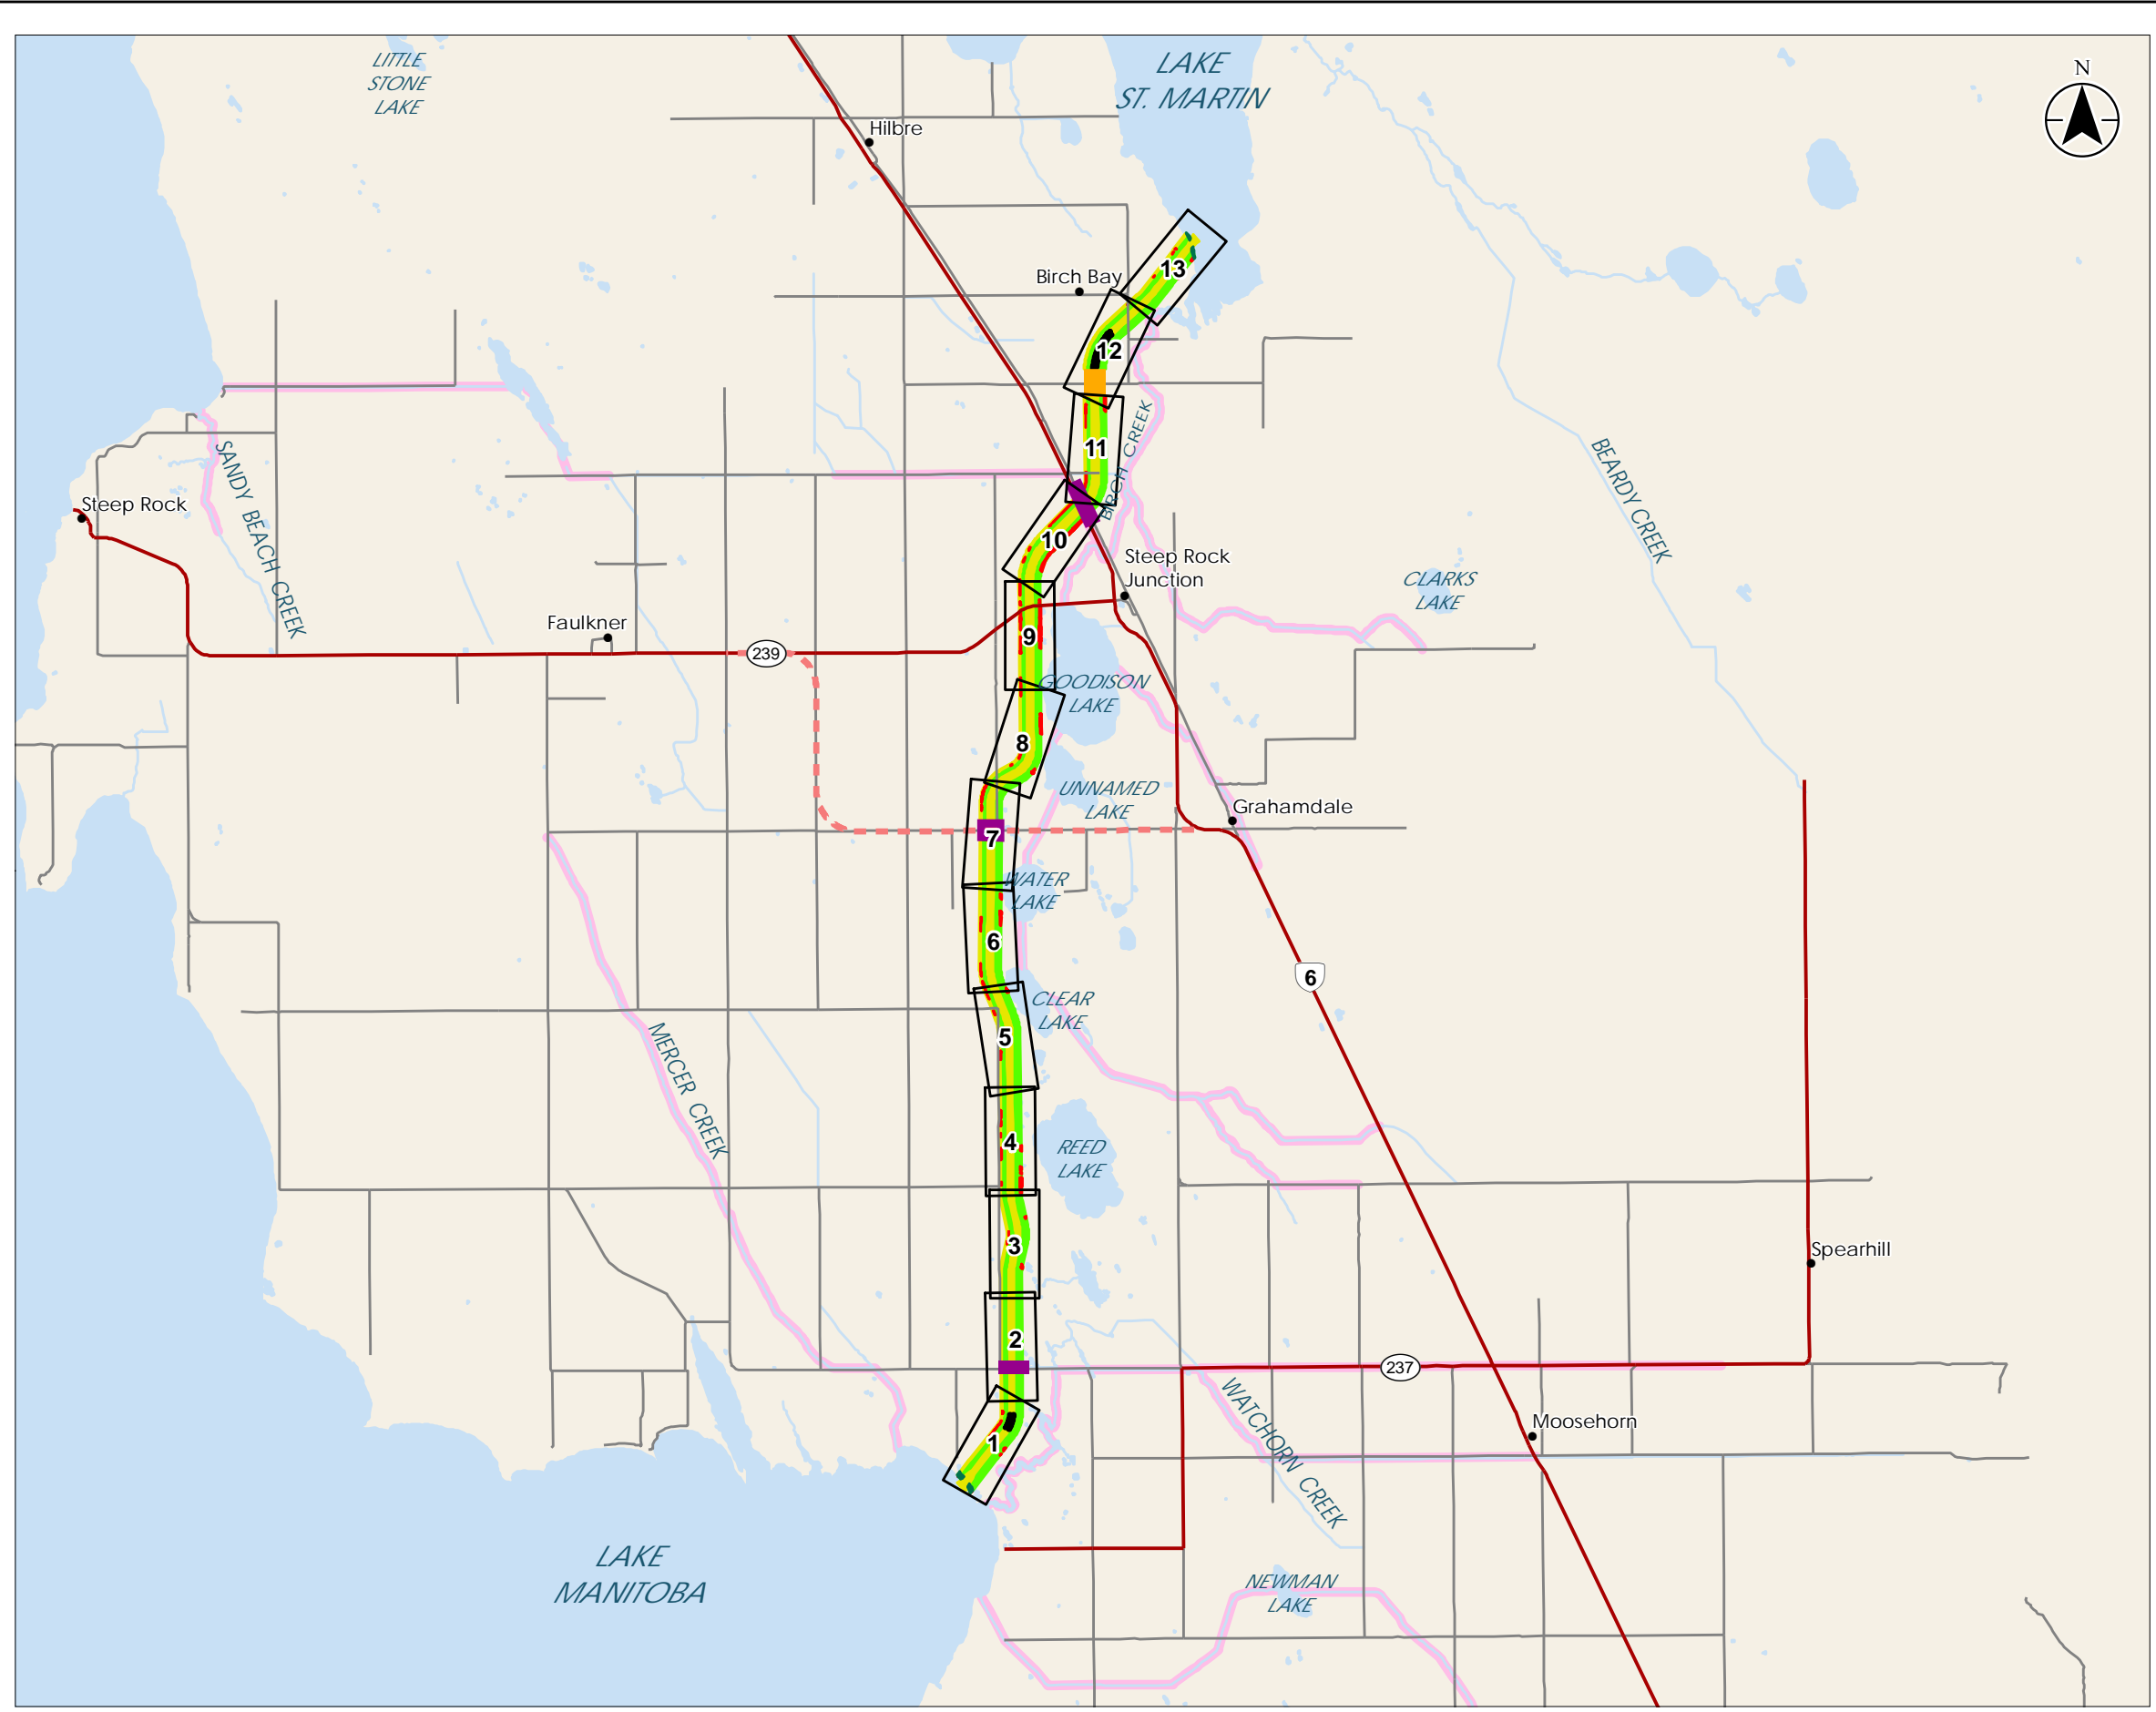 LITTLE
STONE
LAKE
LAKE
ST. MARTIN
N
Hilbre
Birch Bay
13
12
11
BIRCH CREEK
10
SANDY BEACH CREEK
Steep Rock
BEARDY CREEK
Steep Rock
Junction
CLARKS
LAKE
Faulkner
239
9
GOODISON
LAKE
8
UNNAMED
LAKE
Grahamdale
7
WATER
LAKE
6
6
CLEAR
LAKE
5
MERCER CREEK
4
REED
LAKE
3
Spearhill
2
237
WATCHORN CREEK
Moosehorn
1
LAKE
MANITOBA
NEWMAN
LAKE